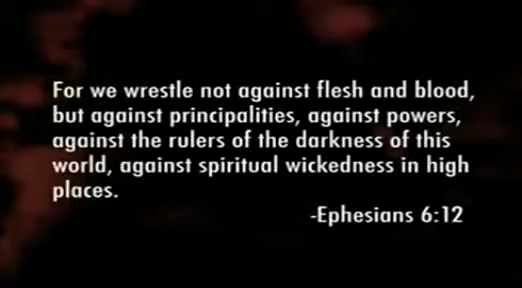 For we wrestle not against flesh and blood,
but against principalities, against powers,
against the rulers of the darkness of this
world, against spiritual wickedness in high
places.
-Ephesians 6:12